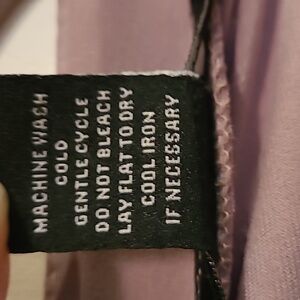 MACHINE WASH
COLD
GENTLE CYCLE
DO NOT BLEACH
LAY FLAT TO DRY
COOL IRON
IF NECESSARY